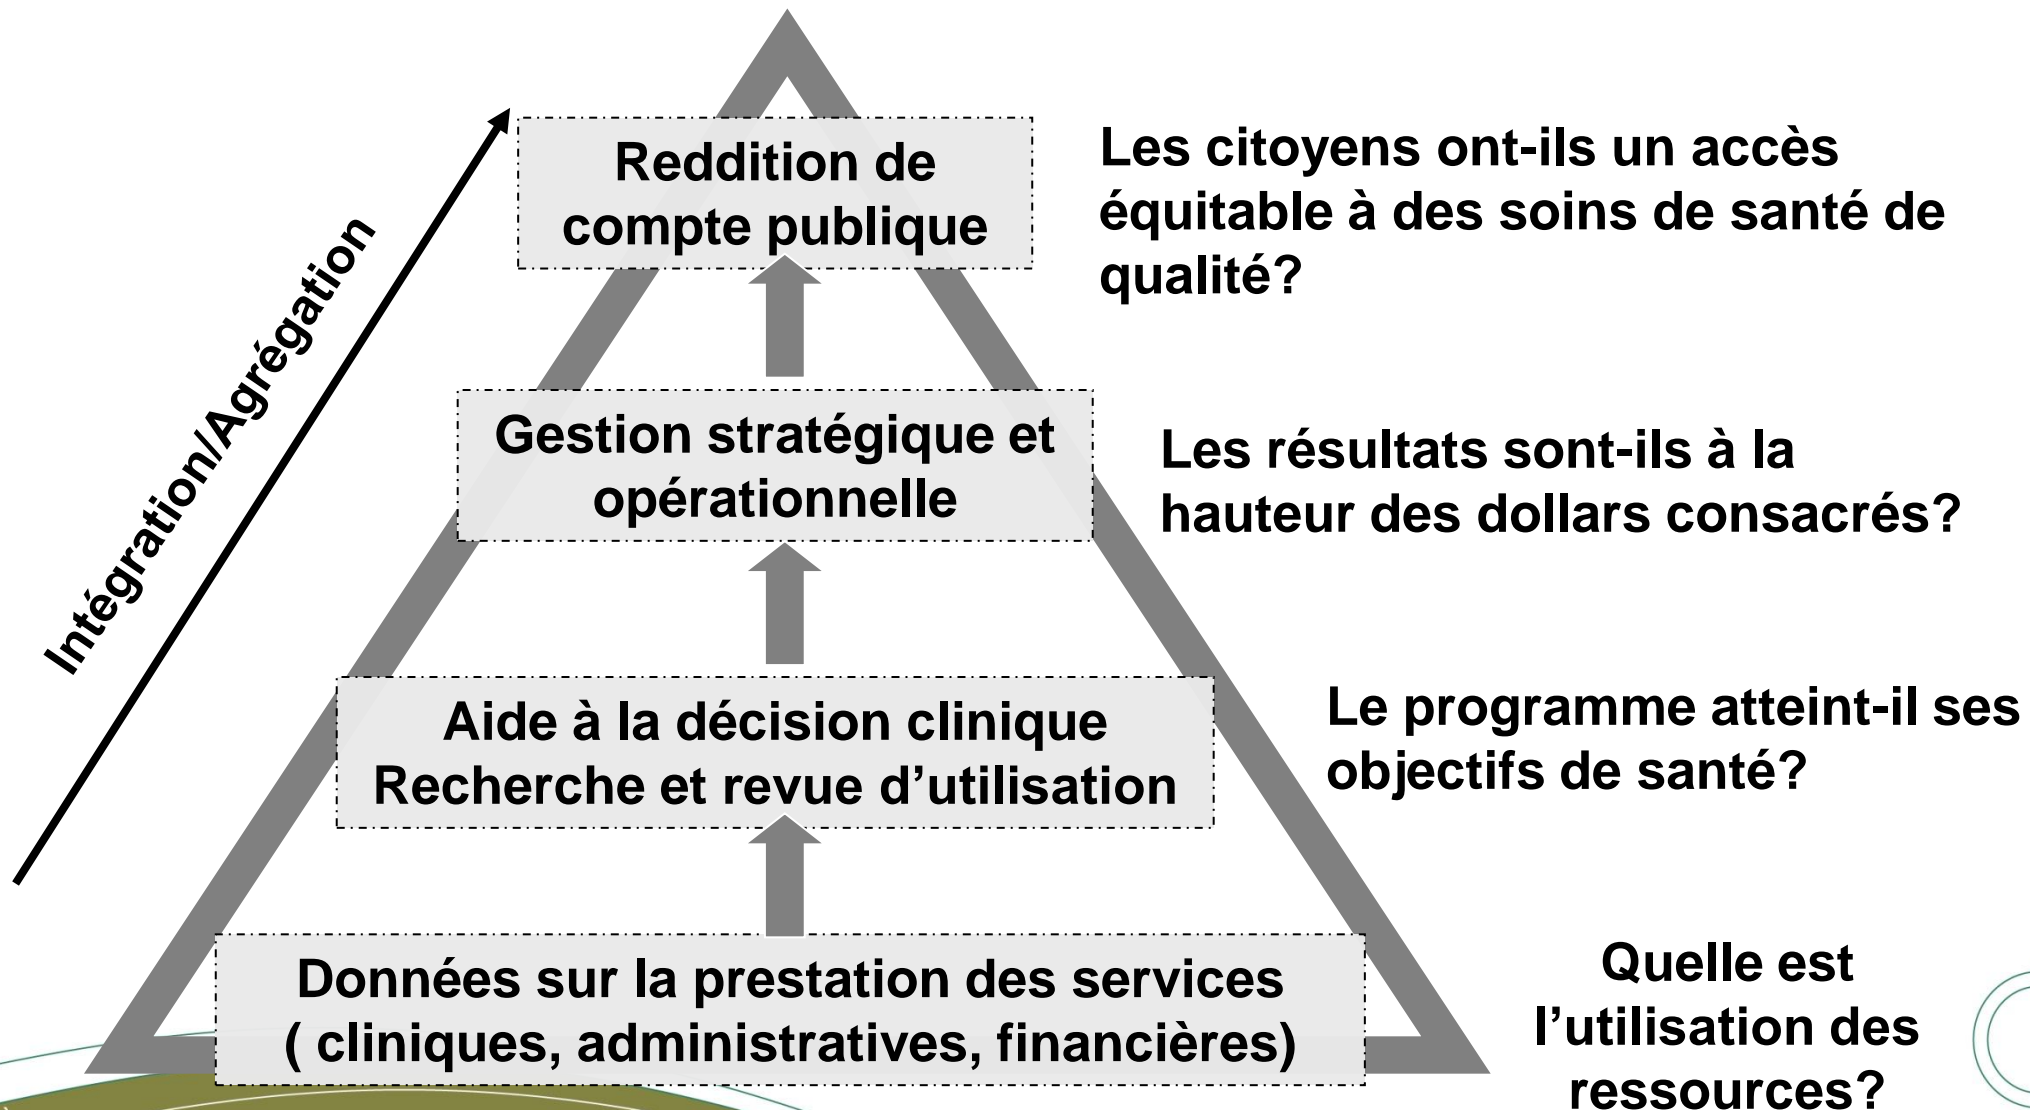 Reddition de
compte publique
Les citoyens ont-ils un accès
équitable à des soins de santé de
qualité?
Intégration/Agrégation
Gestion stratégique et
opérationnelle
Les résultats sont-ils à la
hauteur des dollars consacrés?
Aide à la décision clinique
Recherche et revue d’utilisation
Le programme atteint-il ses
objectifs de santé?
Données sur la prestation des services
( cliniques, administratives, financières)
Quelle est
l’utilisation des
ressources?